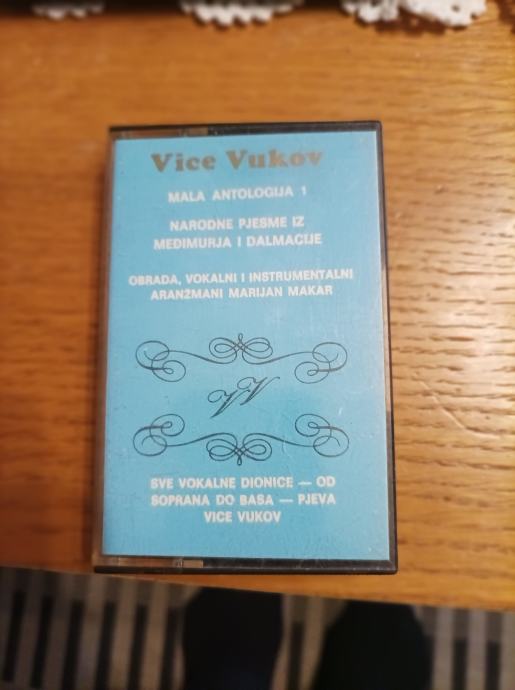 Vice Vukov
MALA ANTOLOGIJA 1
NARODNE PJESME IZ
MEĐIMURJA I DALMACIJE
OBRADA, VOKALNI I INSTRUMENTALNI
ARANŽMANI MARIJAN MAKAR
VV
SVE VOKALNE DIONICE — OD
SOPRANA DO BASA — PJEVA
VICE VUKOV